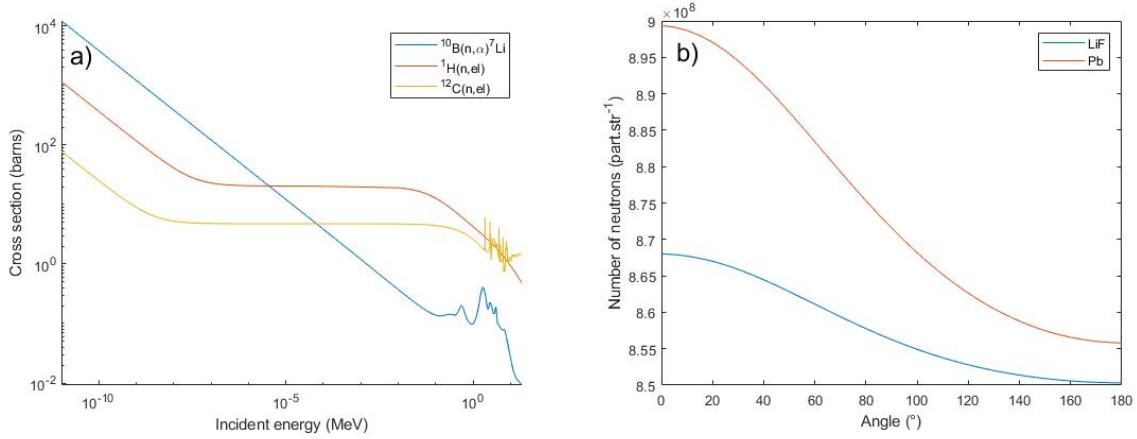 a)
10^4
10^2
10^0
10^-2
Cross section (barns)
10^-10
10^-5
10^0
Incident energy (MeV)
^10B(n,α)^7Li
^1H(n,el)
^12C(n,el)
b)
×10^8
9
8.95
8.9
8.85
8.8
8.75
8.7
8.65
8.6
8.55
8.5
Number of neutrons (part.str^-1)
0
20
40
60
80
100
120
140
160
180
Angle (°)
LiF
Pb